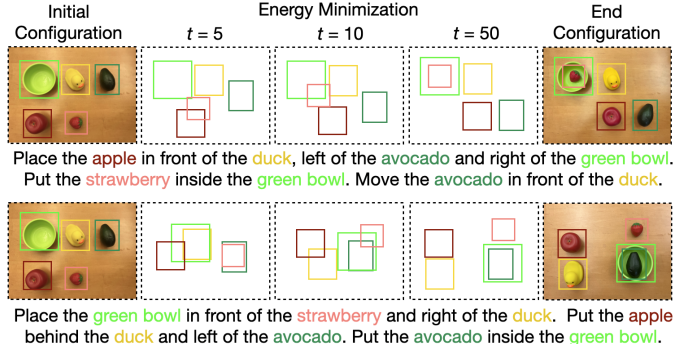 Initial Configuration
Energy Minimization
End Configuration
t = 5
t = 10
t = 50
Place the apple in front of the duck, left of the avocado and right of the green bowl.
Put the strawberry inside the green bowl. Move the avocado in front of the duck.
Place the green bowl in front of the strawberry and right of the duck. Put the apple
behind the duck and left of the avocado. Put the avocado inside the green bowl.